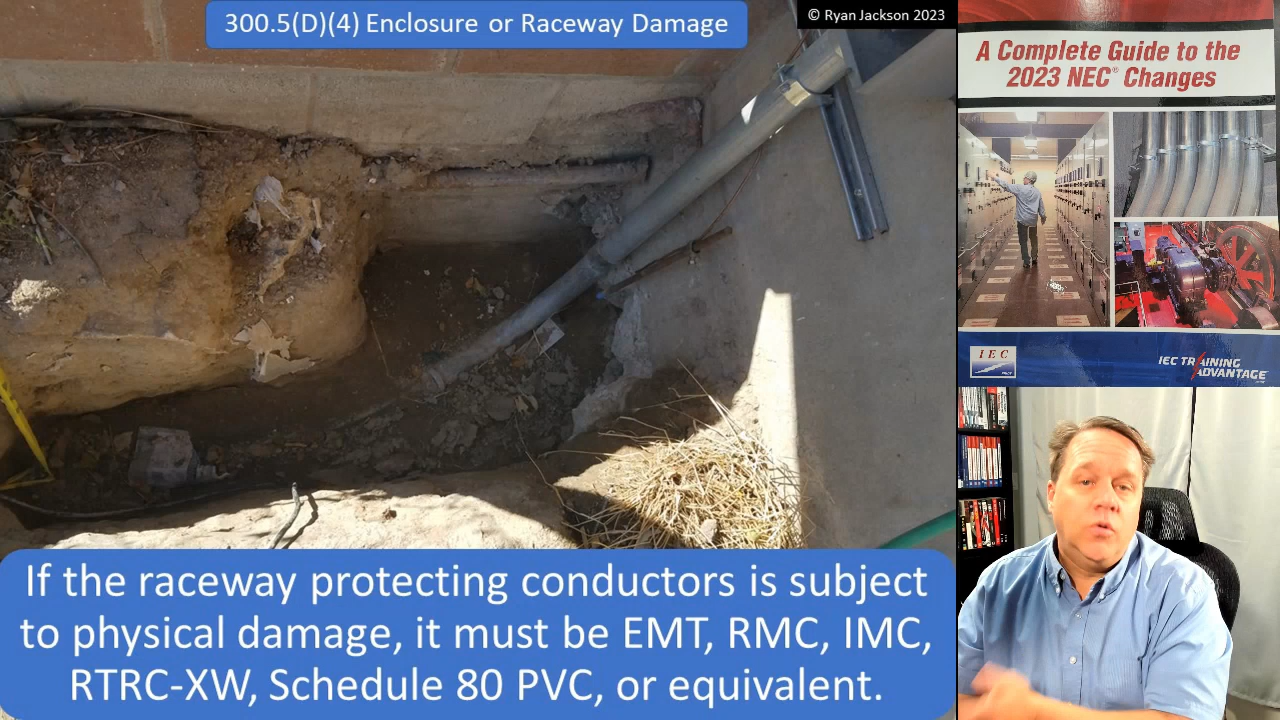 300.5(D)(4) Enclosure or Raceway Damage
© Ryan Jackson 2023
A Complete Guide to the
2023 NEC® Changes
IEC
IEC TRAINING
ADVANTAGE
If the raceway protecting conductors is subject
to physical damage, it must be EMT, RMC, IMC,
RTRC-XW, Schedule 80 PVC, or equivalent.